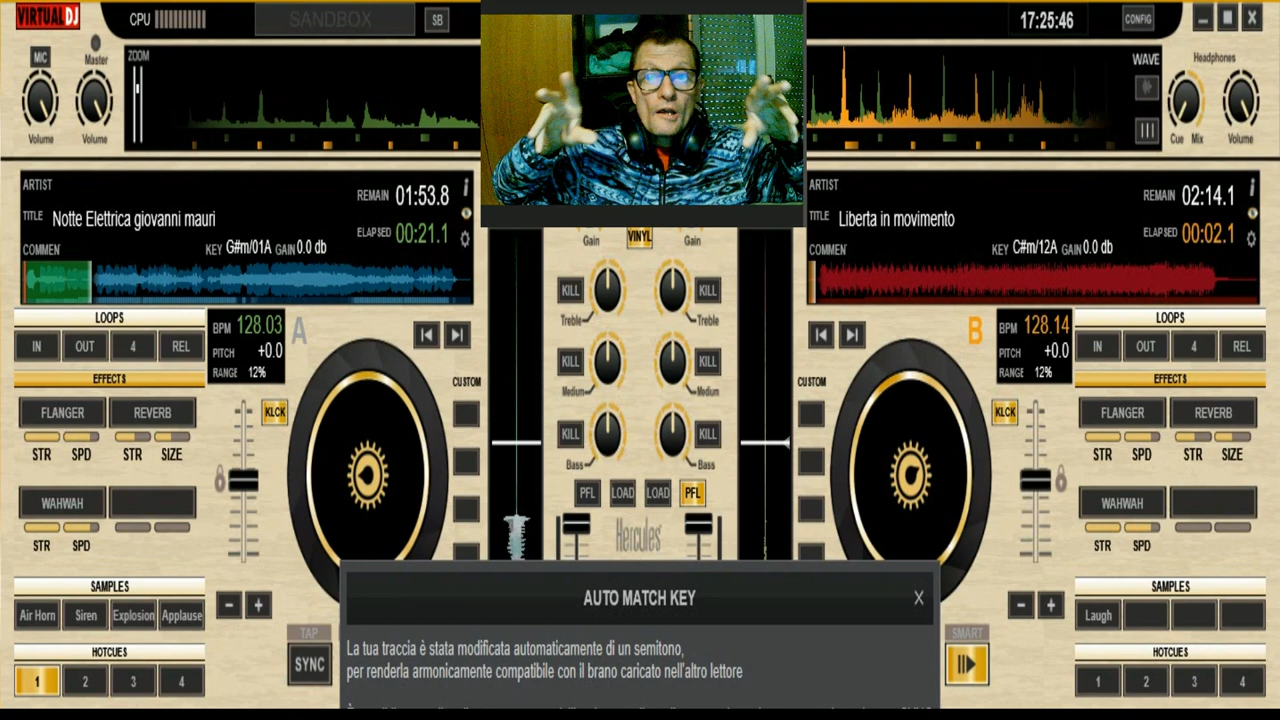 VIRTUAL DJ
CPU
SANDBOX
SB
17:25:46
CONFIG
MIC
Master
ZOOM
WAVE
Headphones
Volume
Volume
Cue
Mix
Volume
ARTIST
REMAIN 01:53.8
TITLE Notte Elettrica giovanni mauri
ELAPSED 00:21.1
COMMEN
KEY G#m/01A GAIN 0.0 db
ARTIST
REMAIN 02:14.1
TITLE Liberta in movimento
ELAPSED 00:02.1
COMMEN
KEY C#m/12A GAIN 0.0 db
Gain
VINYL
Gain
LOOPS
IN OUT 4 REL
EFFECTS
FLANGER REVERB
STR SPD STR SIZE
WAHWAH
STR SPD
SAMPLES
Air Horn Siren Explosion Applause
HOTCUES
1 2 3 4
BPM 128.03
PITCH +0.0
RANGE 12%
A
KLCK
CUSTOM
- +
TAP
SYNC
KILL KILL
Treble Treble
KILL KILL
Medium Medium
KILL KILL
Bass Bass
PFL LOAD LOAD PFL
Hercules
CUSTOM
B
BPM 128.14
PITCH +0.0
RANGE 12%
KLCK
- +
SMART
LOOPS
IN OUT 4 REL
EFFECTS
FLANGER REVERB
STR SPD STR SIZE
WAHWAH
STR SPD
SAMPLES
Laugh
HOTCUES
1 2 3 4
AUTO MATCH KEY
X
La tua traccia è stata modificata automaticamente di un semitono,
per renderla armonicamente compatibile con il brano caricato nell'altro lettore